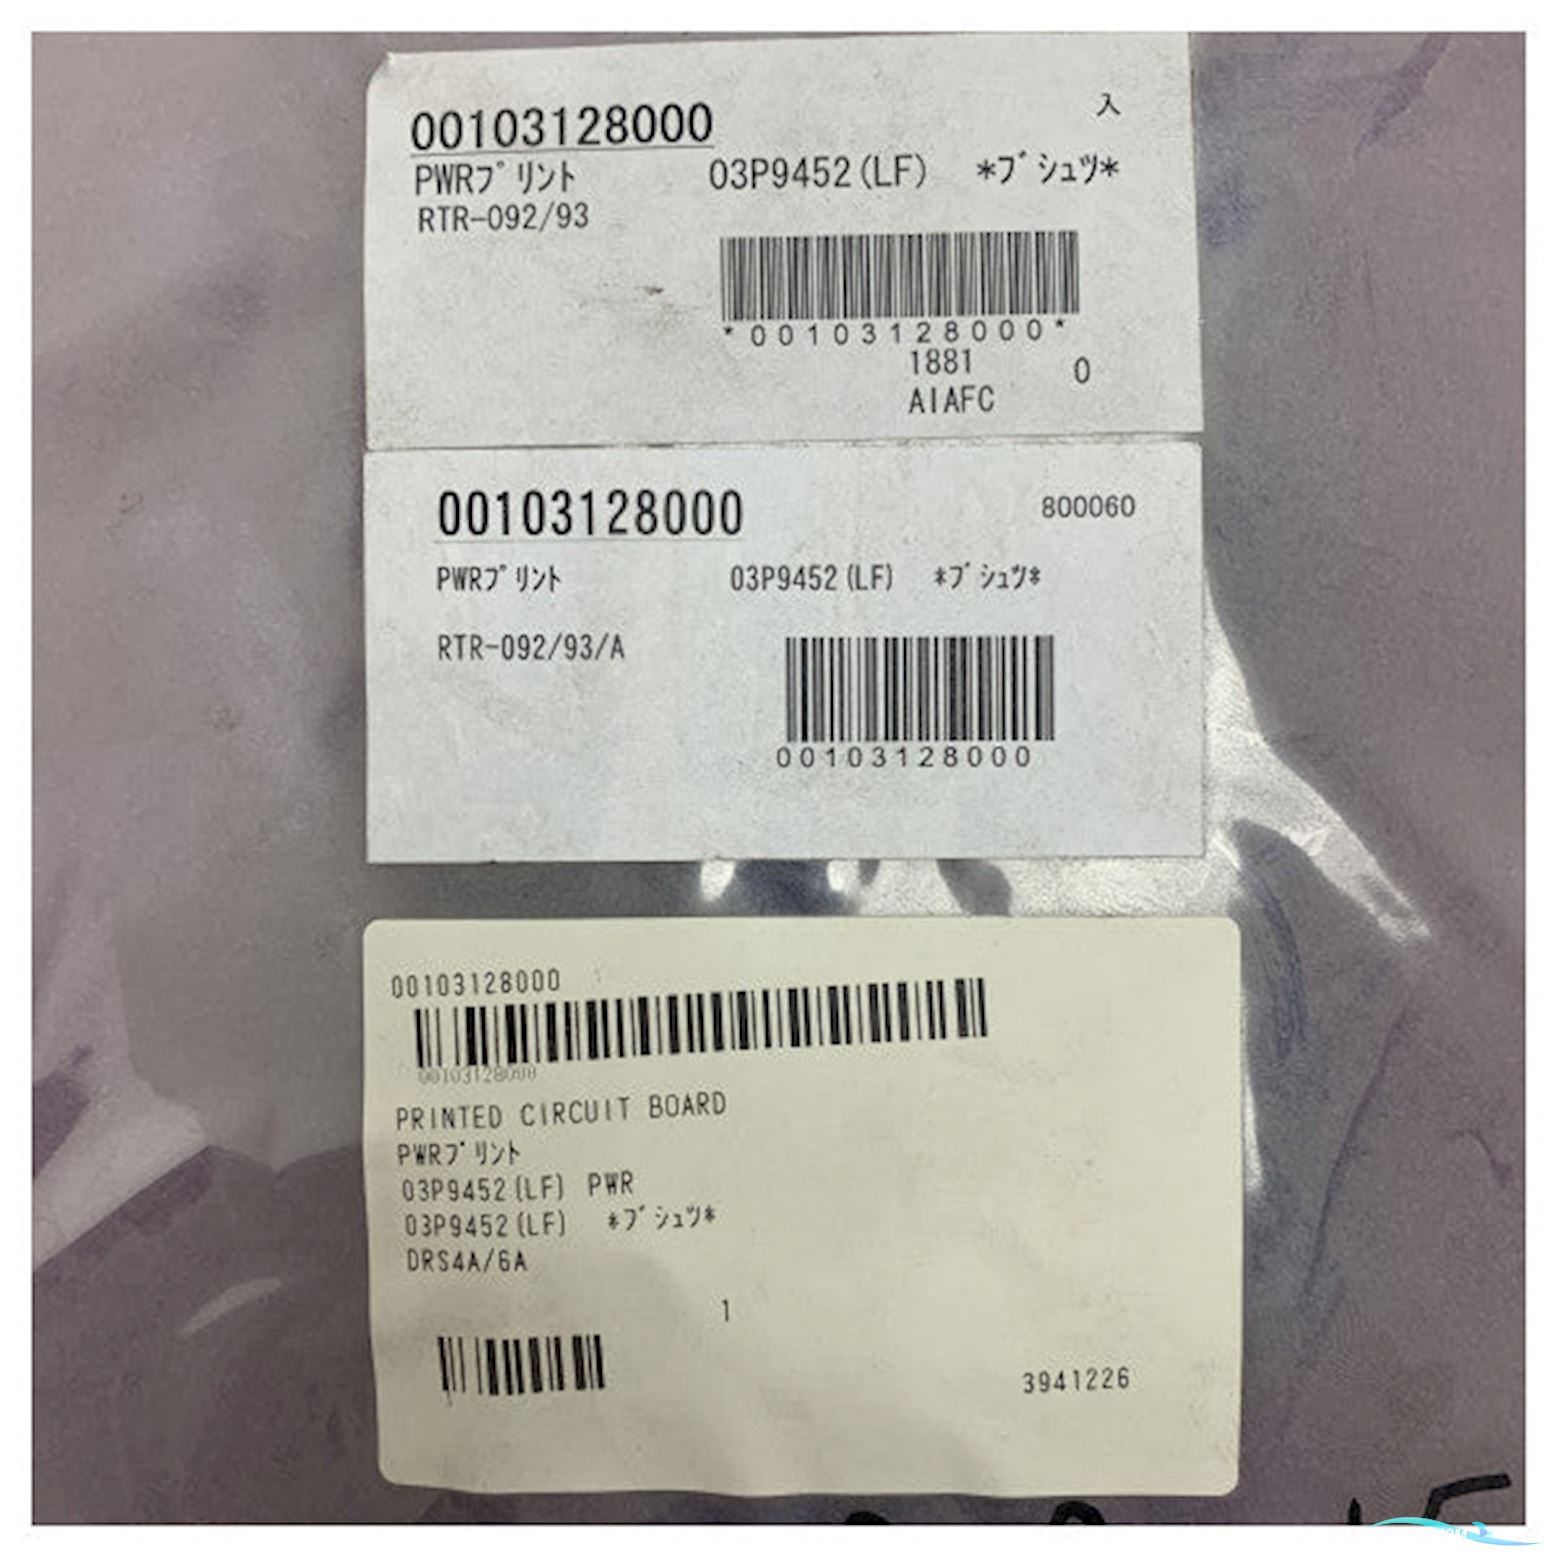 00103128000 入
PWRﾌﾟﾘﾝﾄ 03P9452(LF) *ﾌﾞｼｭﾂ*
RTR-092/93
*00103128000*
1881 0
AIAFC
00103128000 800060
PWRﾌﾟﾘﾝﾄ 03P9452(LF) *ﾌﾞｼｭﾂ*
RTR-092/93/A
00103128000
00103128000
00103128000
PRINTED CIRCUIT BOARD
PWRﾌﾟﾘﾝﾄ
03P9452(LF) PWR
03P9452(LF) *ﾌﾞｼｭﾂ*
DRS4A/6A
1
3941226